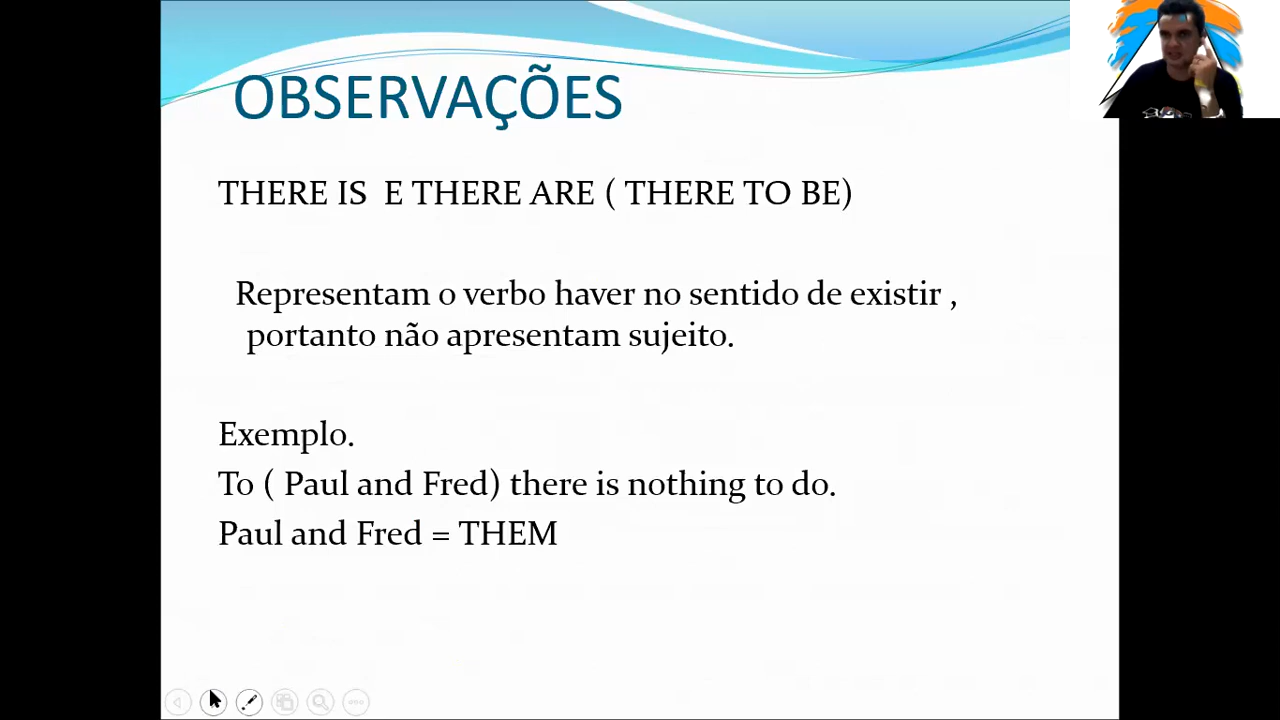 OBSERVAÇÕES
THERE IS E THERE ARE ( THERE TO BE)
Representam o verbo haver no sentido de existir ,
portanto não apresentam sujeito.
Exemplo.
To ( Paul and Fred) there is nothing to do.
Paul and Fred = THEM